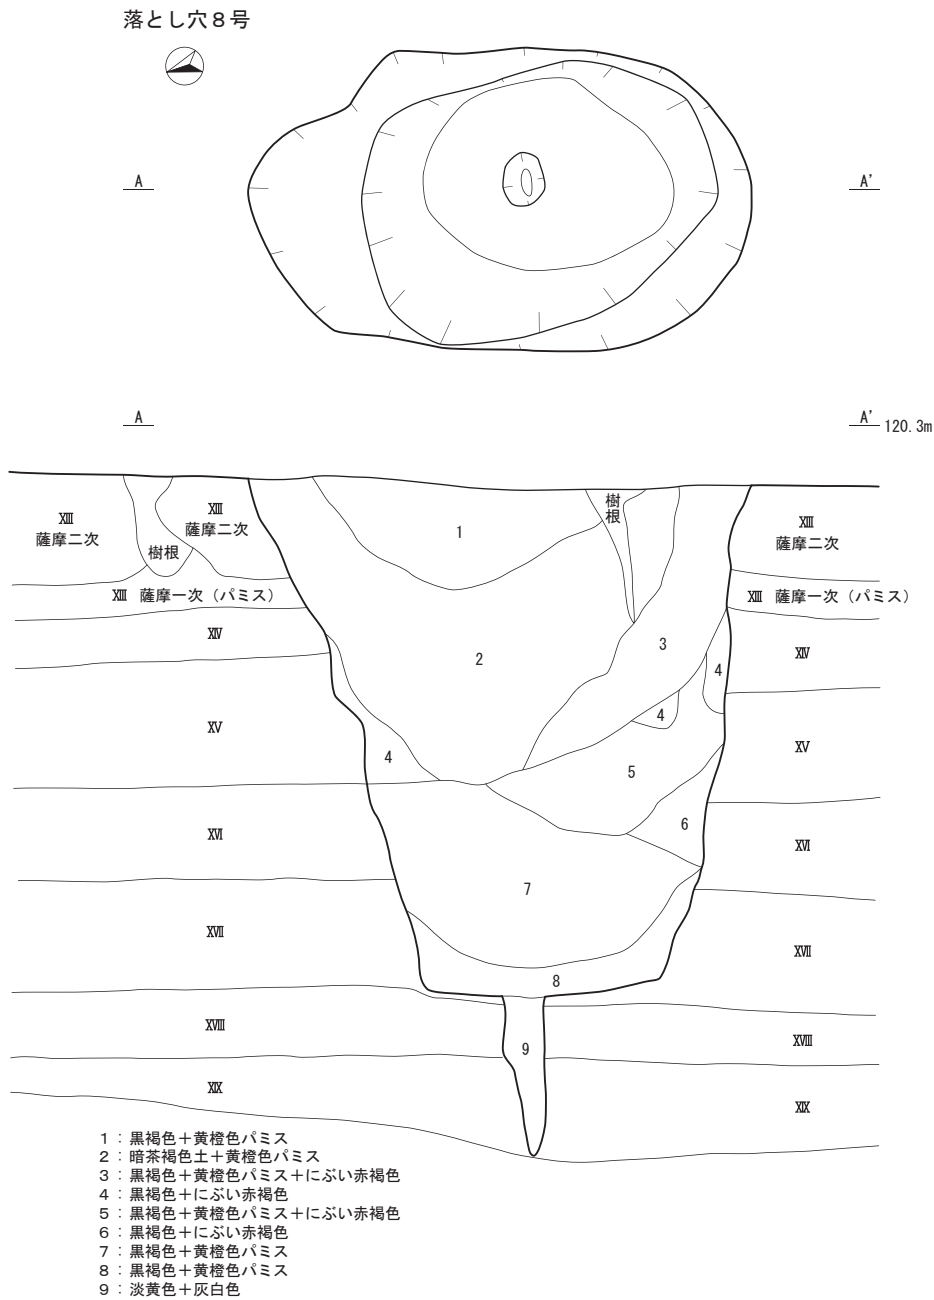 落とし穴８号
A A'
A A' 120.3m
ⅩⅢ
薩摩二次
樹根
ⅩⅢ
薩摩二次
1
樹根
ⅩⅢ
薩摩二次
ⅩⅢ 薩摩一次（パミス）
ⅩⅢ 薩摩一次（パミス）
ⅩⅣ
2
3
ⅩⅣ
4
4
ⅩⅤ
ⅩⅤ
4
5
6
ⅩⅥ
ⅩⅥ
7
ⅩⅦ
ⅩⅦ
8
ⅩⅧ
9
ⅩⅧ
ⅩⅨ
ⅩⅨ
1：黒褐色＋黄橙色パミス
2：暗茶褐色土＋黄橙色パミス
3：黒褐色＋黄橙色パミス＋にぶい赤褐色
4：黒褐色＋にぶい赤褐色
5：黒褐色＋黄橙色パミス＋にぶい赤褐色
6：黒褐色＋にぶい赤褐色
7：黒褐色＋黄橙色パミス
8：黒褐色＋黄橙色パミス
9：淡黄色＋灰白色